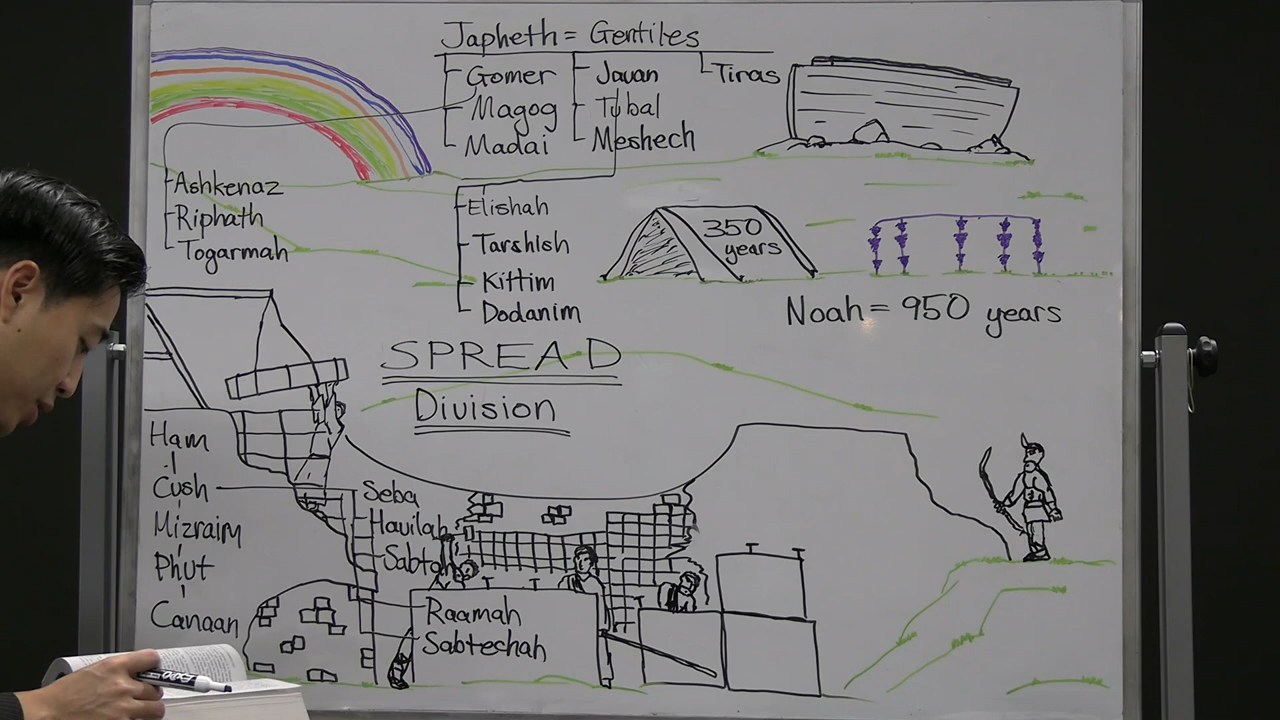 Japheth = Gentiles
Gomer
Magog
Madai
Javan
Tubal
Meshech
Tiras
Ashkenaz
Riphath
Togarmah
Elishah
Tarshish
Kittim
Dodanim
350
years
Noah = 950 years
SPREAD
Division
Ham
Cush
Mizraim
Phut
Canaan
Seba
Havilah
Sabtah
Raamah
Sabtechah
EXPO